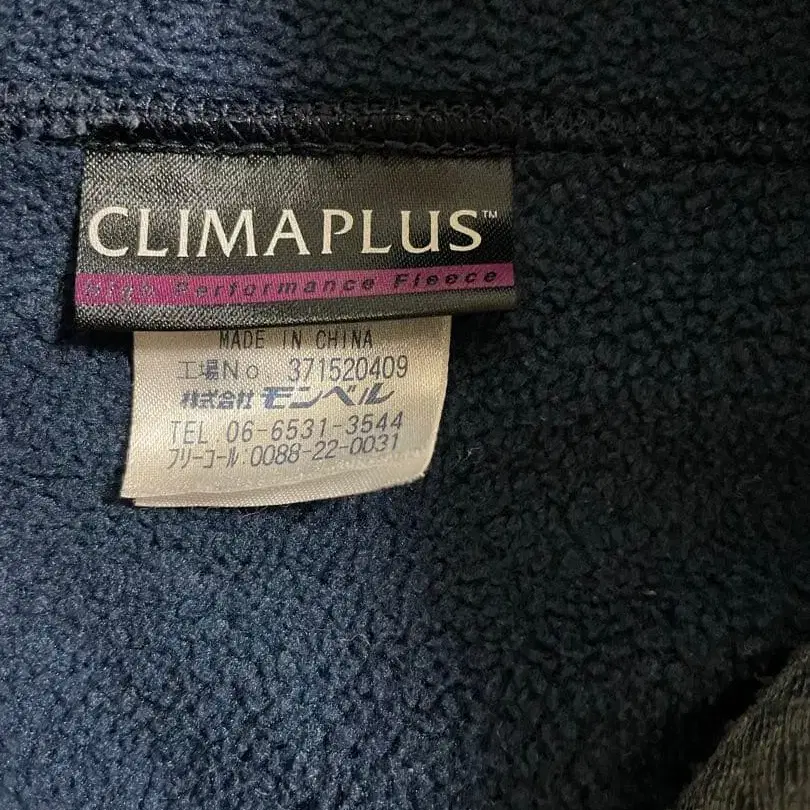 CLIMAPLUS™
High Performance Fleece
MADE IN CHINA
工場No 371520409
株式会社 モンベル
TEL.06-6531-3544
フリーコール:0088-22-0031